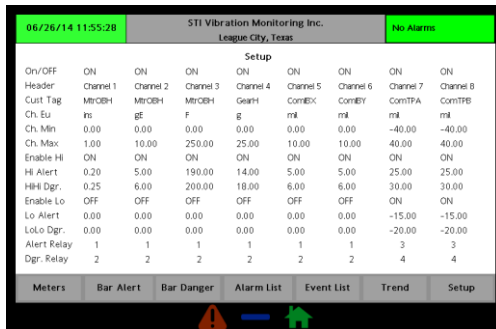 06/26/14 11:55:28
STI Vibration Monitoring Inc.
League City, Texas
No Alarms
Setup
On/OFF ON ON ON ON ON ON ON ON
Header Channel 1 Channel 2 Channel 3 Channel 4 Channel 5 Channel 6 Channel 7 Channel 8
Cust Tag MtrOBH MtrOBH MtrOBH GearH ComIBX ComIBY ComTPA ComTPB
Ch. Eu ins gE F g mil mil mil mil
Ch. Min 0.00 0.00 0.00 0.00 0.00 0.00 -40.00 -40.00
Ch. Max 1.00 10.00 250.00 25.00 10.00 10.00 40.00 40.00
Enable Hi ON ON ON ON ON ON ON ON
Hi Alert 0.20 5.00 190.00 14.00 5.00 5.00 25.00 25.00
HiHi Dgr. 0.25 6.00 200.00 18.00 6.00 6.00 30.00 30.00
Enable Lo OFF OFF OFF OFF OFF OFF ON ON
Lo Alert 0.00 0.00 0.00 0.00 0.00 0.00 -15.00 -15.00
LoLo Dgr. 0.00 0.00 0.00 0.00 0.00 0.00 -20.00 -20.00
Alert Relay 1 1 1 1 1 1 3 3
Dgr. Relay 2 2 2 2 2 2 4 4
Meters Bar Alert Bar Danger Alarm List Event List Trend Setup